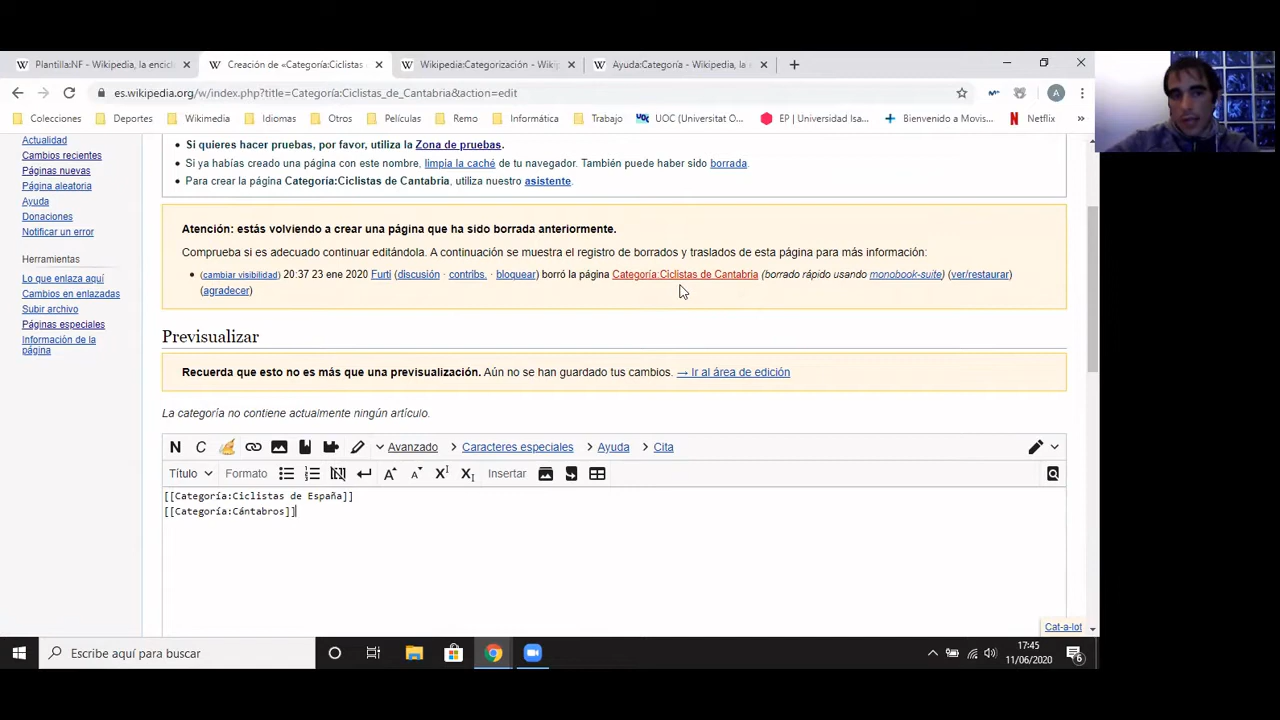 Plantilla:NF - Wikipedia, la encicl
Creación de «Categoría:Ciclistas
Wikipedia:Categorización - Wikip
Ayuda:Categoría - Wikipedia, la e
es.wikipedia.org/w/index.php?title=Categoría:Ciclistas_de_Cantabria&action=edit
Colecciones
Deportes
Wikimedia
Idiomas
Otros
Películas
Remo
Informática
Trabajo
UOC (Universitat O...
EP | Universidad Isa...
Bienvenido a Movis...
Netflix
Actualidad
Cambios recientes
Páginas nuevas
Página aleatoria
Ayuda
Donaciones
Notificar un error
Herramientas
Lo que enlaza aquí
Cambios en enlazadas
Subir archivo
Páginas especiales
Información de la
página
Si quieres hacer pruebas, por favor, utiliza la Zona de pruebas.
Si ya habías creado una página con este nombre, limpia la caché de tu navegador. También puede haber sido borrada.
Para crear la página Categoría:Ciclistas de Cantabria, utiliza nuestro asistente.
Atención: estás volviendo a crear una página que ha sido borrada anteriormente.
Comprueba si es adecuado continuar editándola. A continuación se muestra el registro de borrados y traslados de esta página para más información:
(cambiar visibilidad) 20:37 23 ene 2020 Furti (discusión · contribs. · bloquear) borró la página Categoría:Ciclistas de Cantabria (borrado rápido usando monobook-suite) (ver/restaurar)
(agradecer)
Previsualizar
Recuerda que esto no es más que una previsualización. Aún no se han guardado tus cambios. → Ir al área de edición
La categoría no contiene actualmente ningún artículo.
N C Avanzado Caracteres especiales Ayuda Cita
Título Formato Insertar
[[Categoría:Ciclistas de España]]
[[Categoría:Cántabros]]
Cat-a-lot
Escribe aquí para buscar
17:45
11/06/2020
6